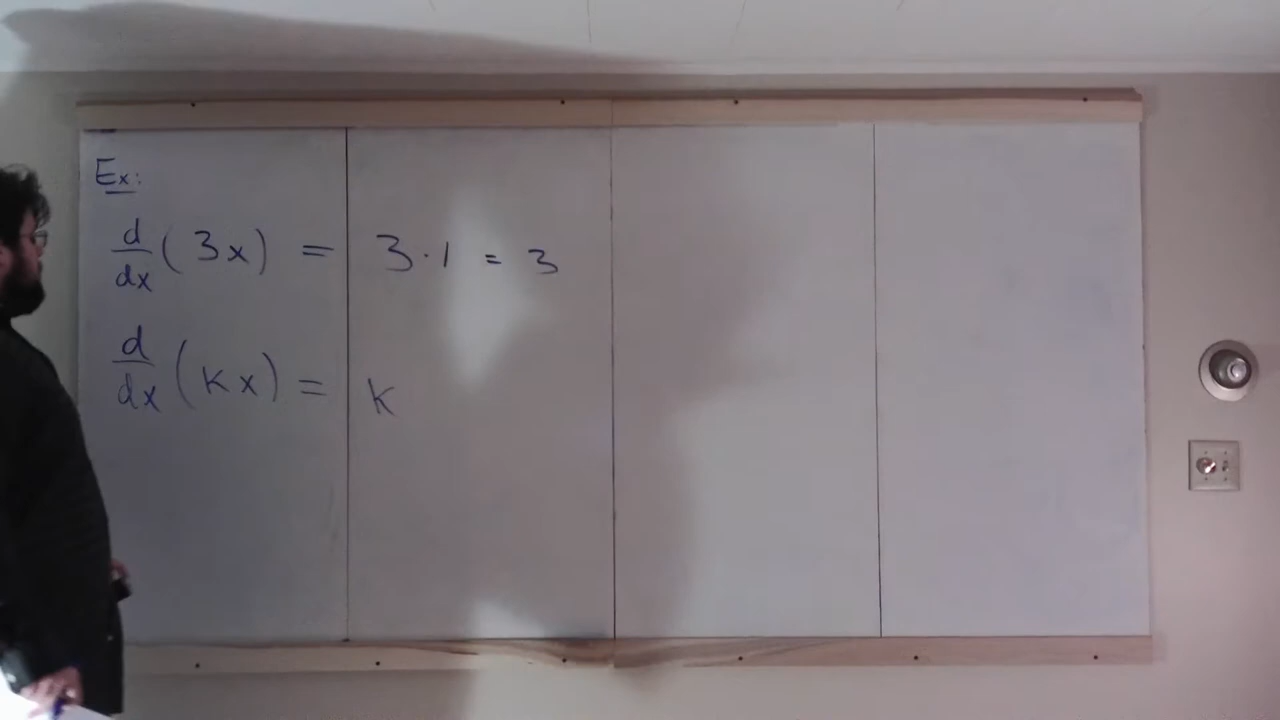 Ex:
d/dx (3x) = 3·1 = 3
d/dx (kx) = k